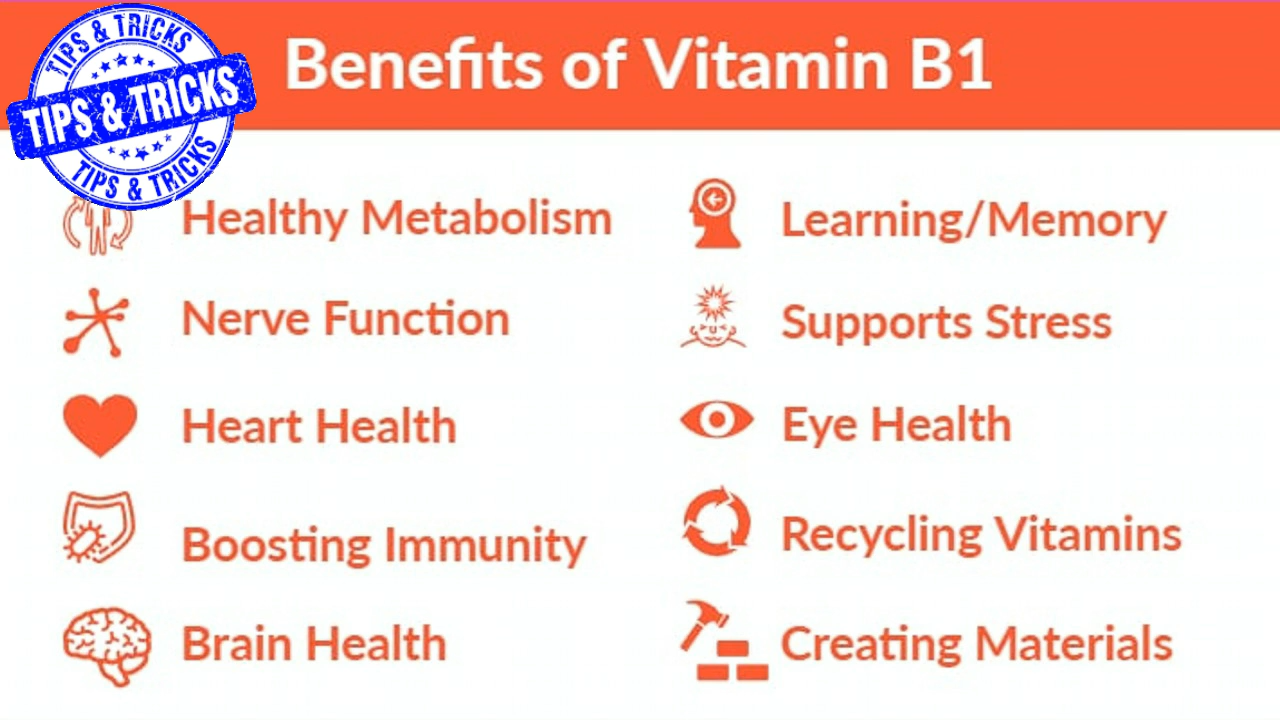 TIPS & TRICKS
TIPS & TRICKS
TIPS & TRICKS
Benefits of Vitamin B1
Healthy Metabolism
Nerve Function
Heart Health
Boosting Immunity
Brain Health
Learning/Memory
Supports Stress
Eye Health
Recycling Vitamins
Creating Materials